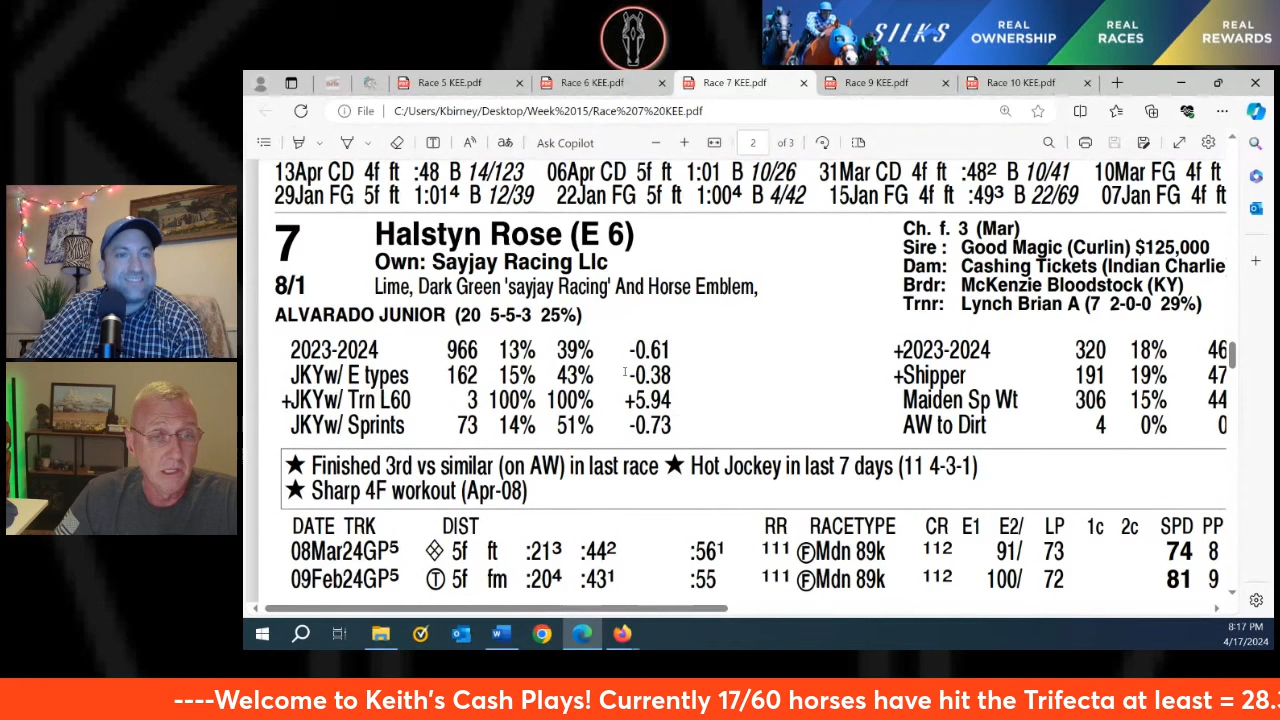 SILKS
REAL OWNERSHIP
REAL RACES
REAL REWARDS
Race 5 KEE.pdf
Race 6 KEE.pdf
Race 7 KEE.pdf
Race 9 KEE.pdf
Race 10 KEE.pdf
File
C:/Users/Kbirney/Desktop/Week%2015/Race%207%20KEE.pdf
Ask Copilot
2 of 3
13Apr CD 4f ft :48 B 14/123 06Apr CD 5f ft 1:01 B 10/26 31Mar CD 4f ft :48² B 10/41 10Mar FG 4f ft
29Jan FG 5f ft 1:01⁴ B 12/39 22Jan FG 5f ft 1:00⁴ B 4/42 15Jan FG 4f ft :49³ B 22/69 07Jan FG 4f ft
7
Halstyn Rose (E 6)
Own: Sayjay Racing Llc
8/1
Lime, Dark Green 'sayjay Racing' And Horse Emblem,
ALVARADO JUNIOR (20 5-5-3 25%)
Ch. f. 3 (Mar)
Sire : Good Magic (Curlin) $125,000
Dam: Cashing Tickets (Indian Charlie
Brdr: McKenzie Bloodstock (KY)
Trnr: Lynch Brian A (7 2-0-0 29%)
2023-2024 966 13% 39% -0.61
JKYw/ E types 162 15% 43% -0.38
+JKYw/ Trn L60 3 100% 100% +5.94
JKYw/ Sprints 73 14% 51% -0.73
+2023-2024 320 18% 46
+Shipper 191 19% 47
Maiden Sp Wt 306 15% 44
AW to Dirt 4 0% 0
★ Finished 3rd vs similar (on AW) in last race ★ Hot Jockey in last 7 days (11 4-3-1)
★ Sharp 4F workout (Apr-08)
DATE TRK DIST RR RACETYPE CR E1 E2/ LP 1c 2c SPD PP
08Mar24GP⁵ 5f ft :21³ :44² :56¹ 111 ⒻMdn 89k 112 91/ 73 74 8
09Feb24GP⁵ Ⓣ 5f fm :20⁴ :43¹ :55 111 ⒻMdn 89k 112 100/ 72 81 9
8:17 PM
4/17/2024
----Welcome to Keith's Cash Plays! Currently 17/60 horses have hit the Trifecta at least = 28.